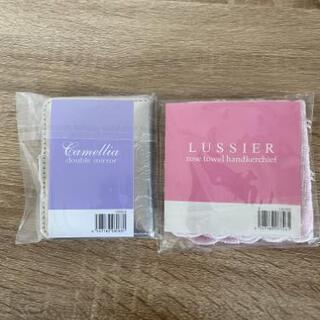 Camellia
double mirror
LUSSIER
rose towel handkerchief